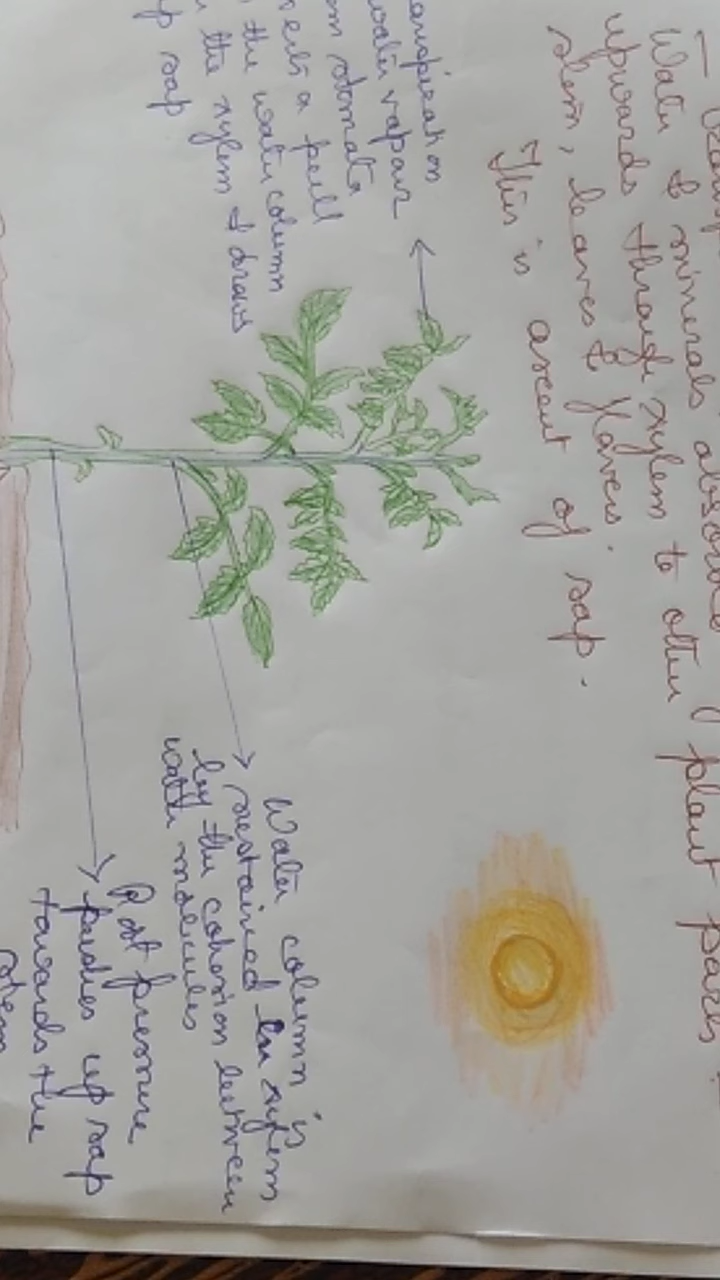 Water & minerals absorbed
upwards through xylem to other plant parts
stem, leaves & flowers.
This is ascent of sap.
water vapour
stomata
a pull
the water column
the xylem & draws
up sap
Water column is
sustained in xylem
by the cohesion between
water molecules
Root pressure
pushes up sap
towards the
stem